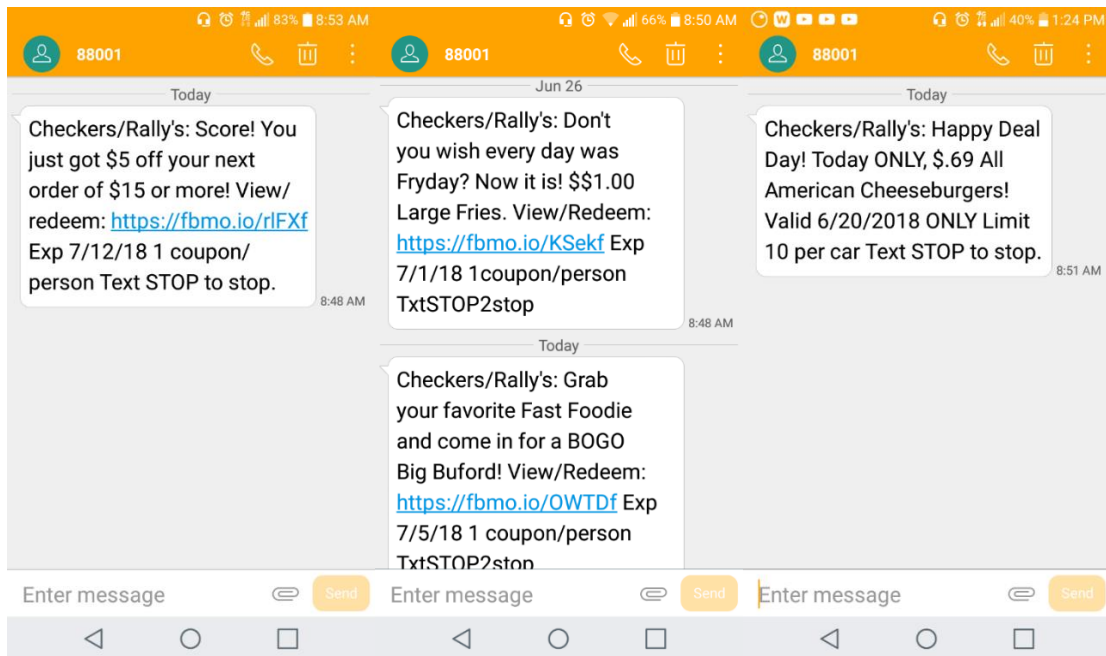 83% 8:53 AM
88001
Today
Checkers/Rally's: Score! You
just got $5 off your next
order of $15 or more! View/
redeem: https://fbmo.io/rlFXf
Exp 7/12/18 1 coupon/
person Text STOP to stop.
8:48 AM
Enter message
Send
66% 8:50 AM
88001
Jun 26
Checkers/Rally's: Don't
you wish every day was
Fryday? Now it is! $$1.00
Large Fries. View/Redeem:
https://fbmo.io/KSekf Exp
7/1/18 1coupon/person
TxtSTOP2stop
8:48 AM
Today
Checkers/Rally's: Grab
your favorite Fast Foodie
and come in for a BOGO
Big Buford! View/Redeem:
https://fbmo.io/OWTDf Exp
7/5/18 1 coupon/person
TxtSTOP2stop
Enter message
Send
W 40% 1:24 PM
88001
Today
Checkers/Rally's: Happy Deal
Day! Today ONLY, $.69 All
American Cheeseburgers!
Valid 6/20/2018 ONLY Limit
10 per car Text STOP to stop.
8:51 AM
Enter message
Send